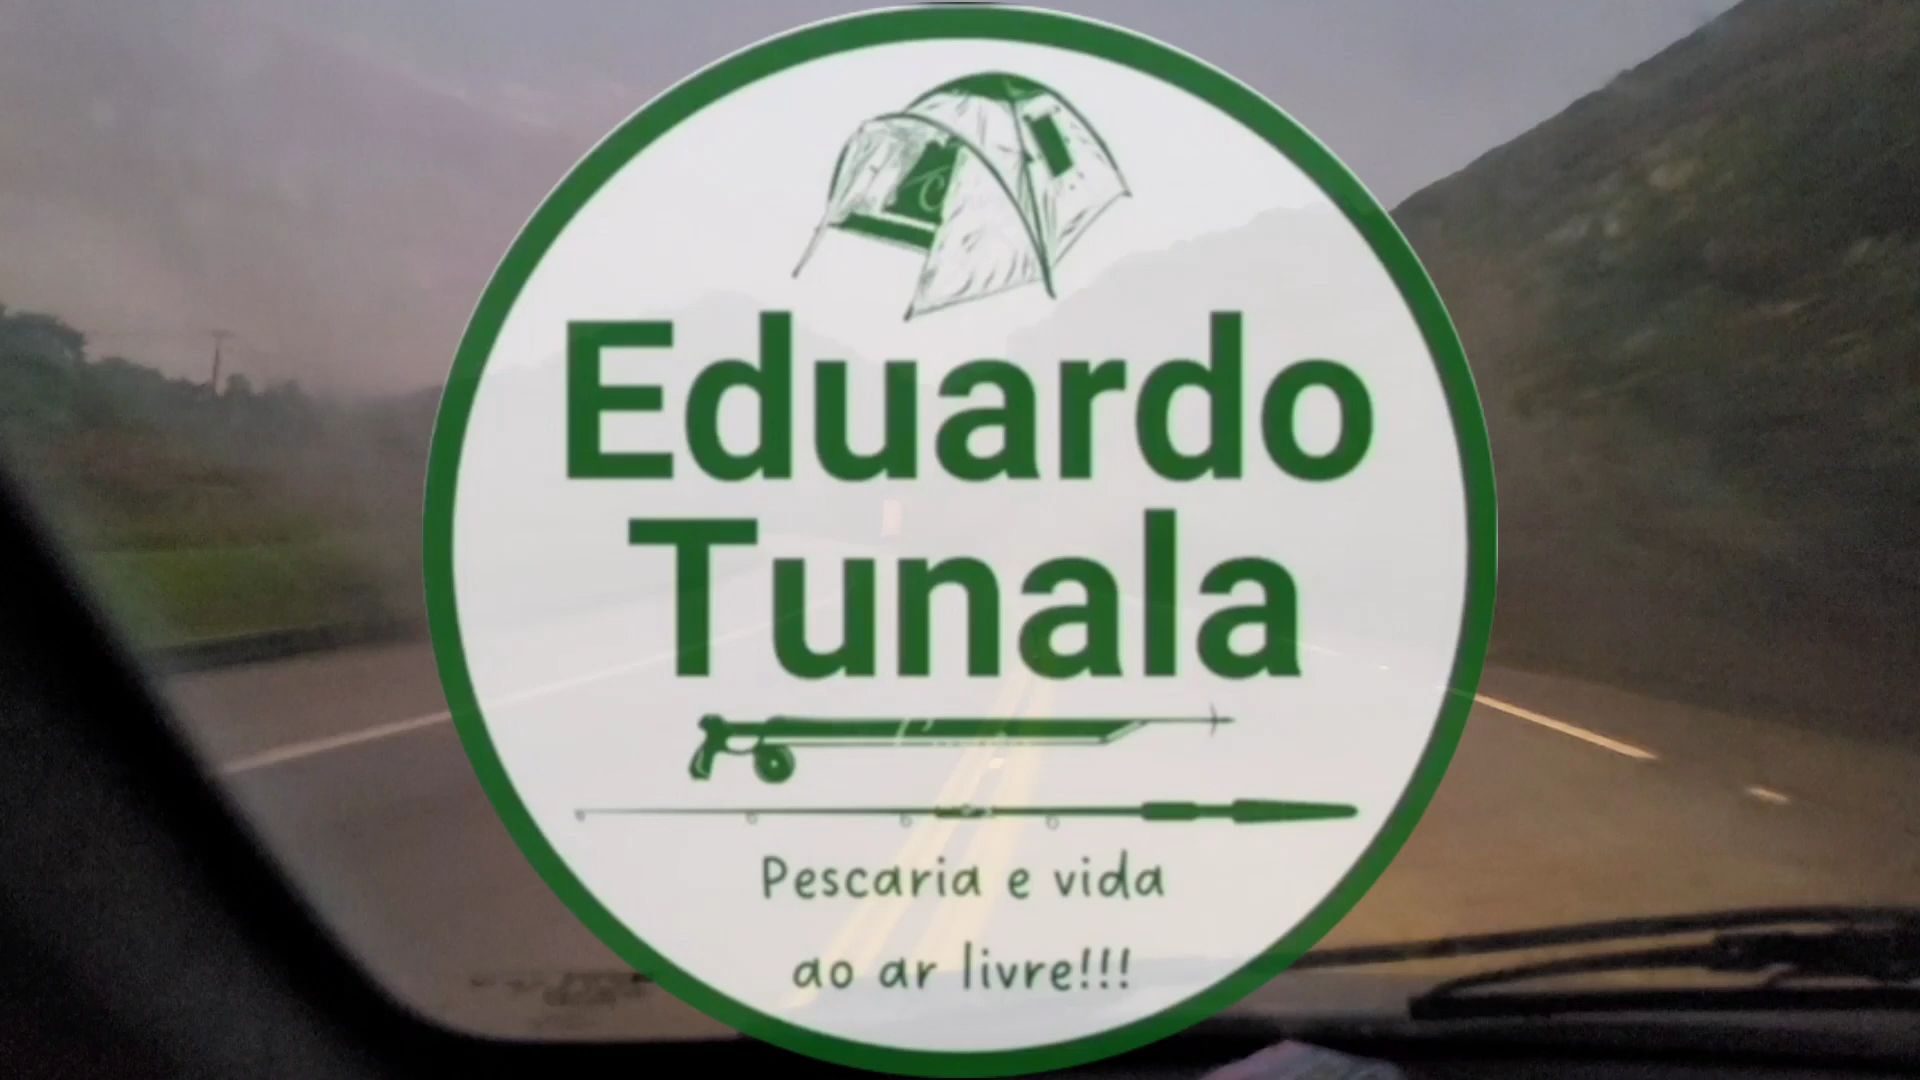 Eduardo
Tunala
Pescaria e vida
ao ar livre!!!